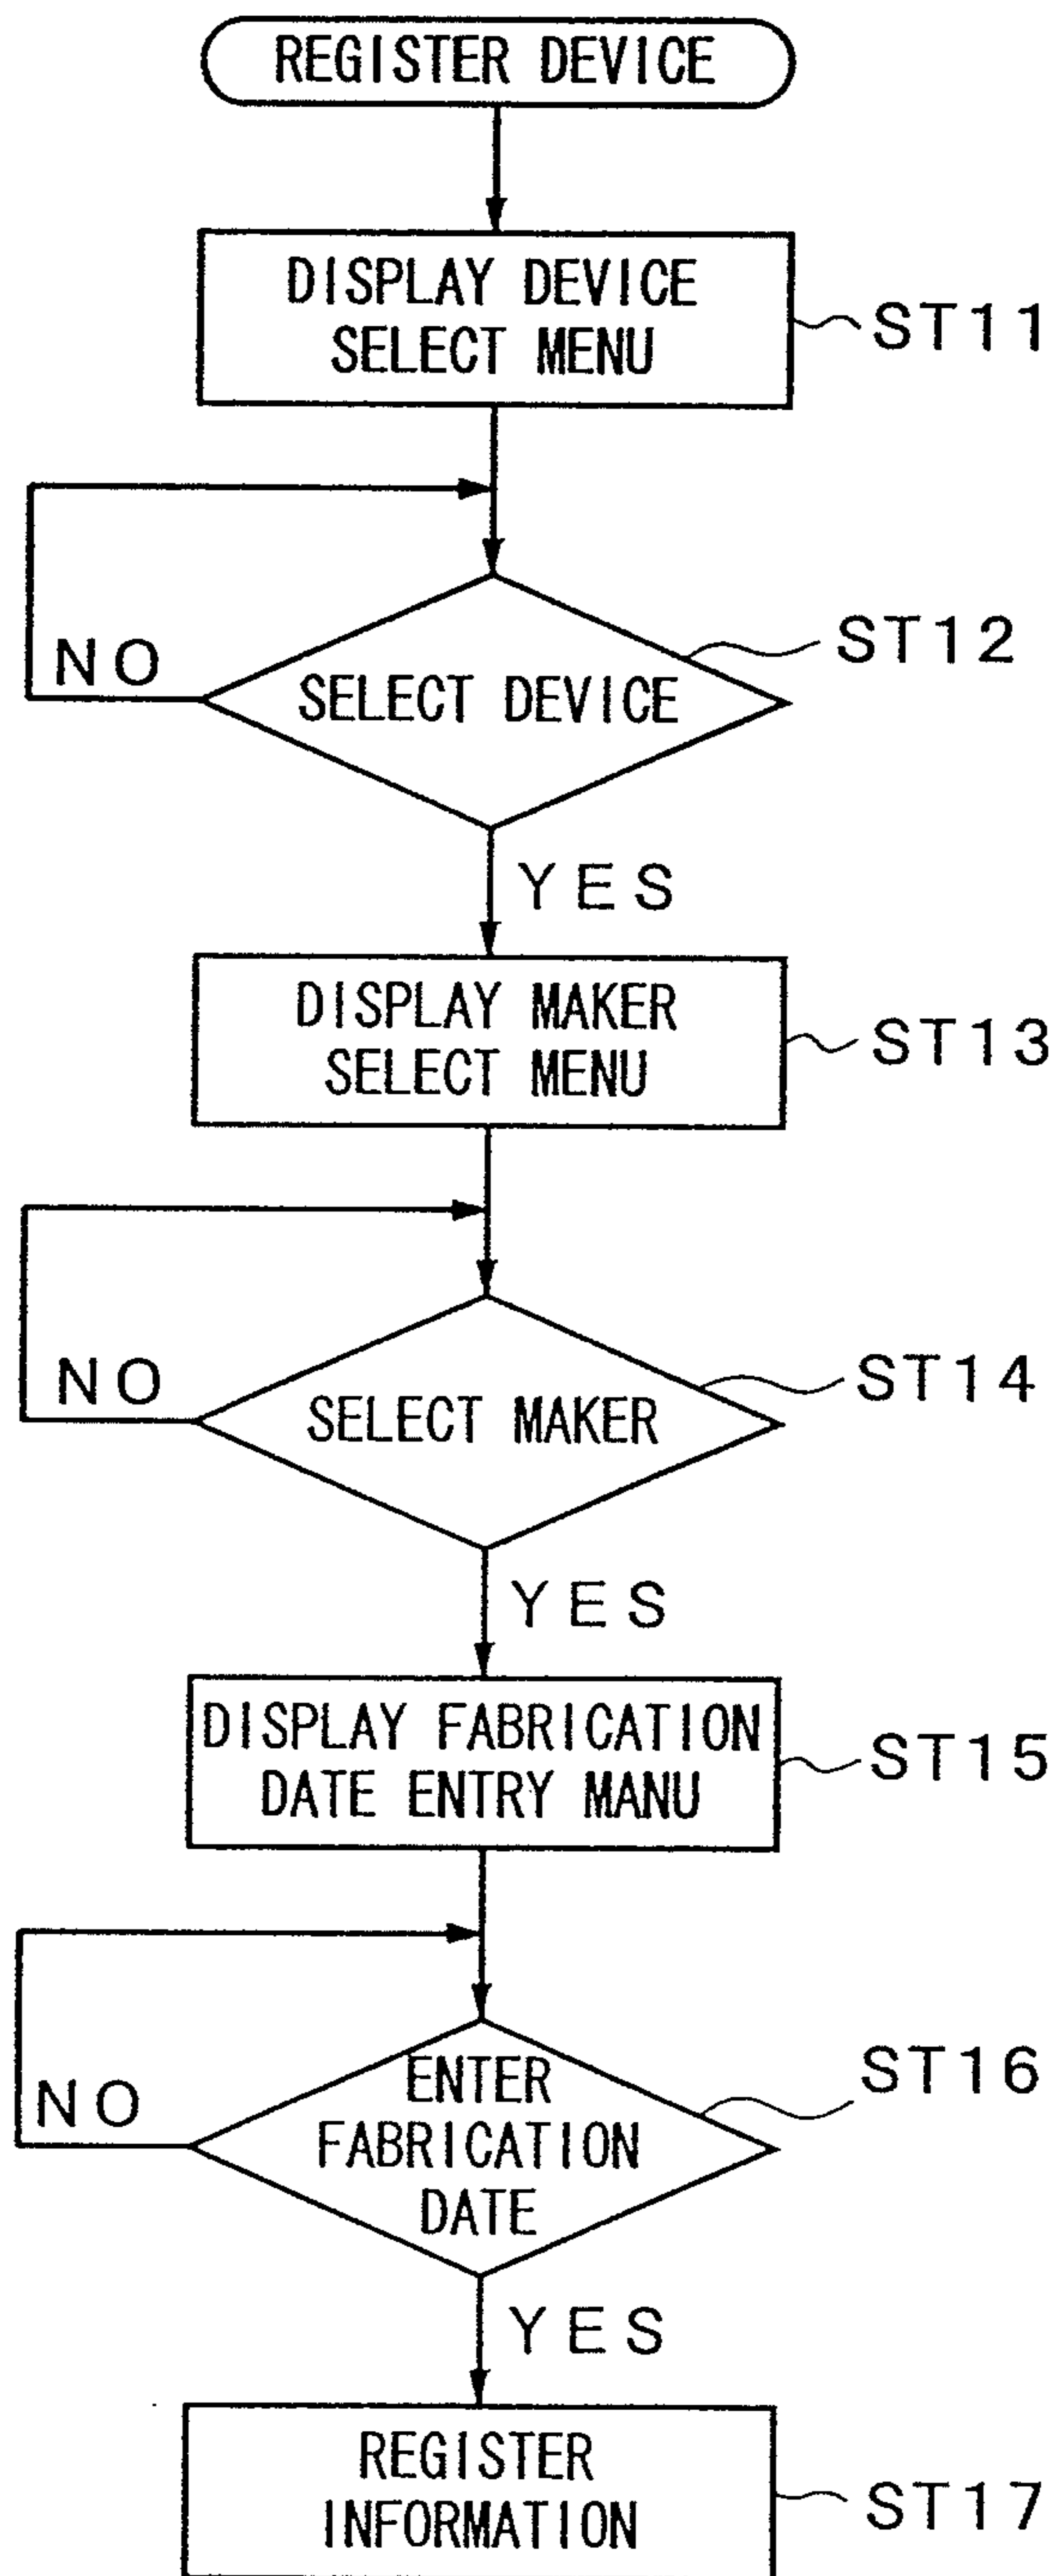 REGISTER DEVICE
DISPLAY DEVICE
SELECT MENU
ST11
NO
SELECT DEVICE
ST12
YES
DISPLAY MAKER
SELECT MENU
ST13
NO
SELECT MAKER
ST14
YES
DISPLAY FABRICATION
DATE ENTRY MANU
ST15
NO
ENTER
FABRICATION
DATE
ST16
YES
REGISTER
INFORMATION
ST17